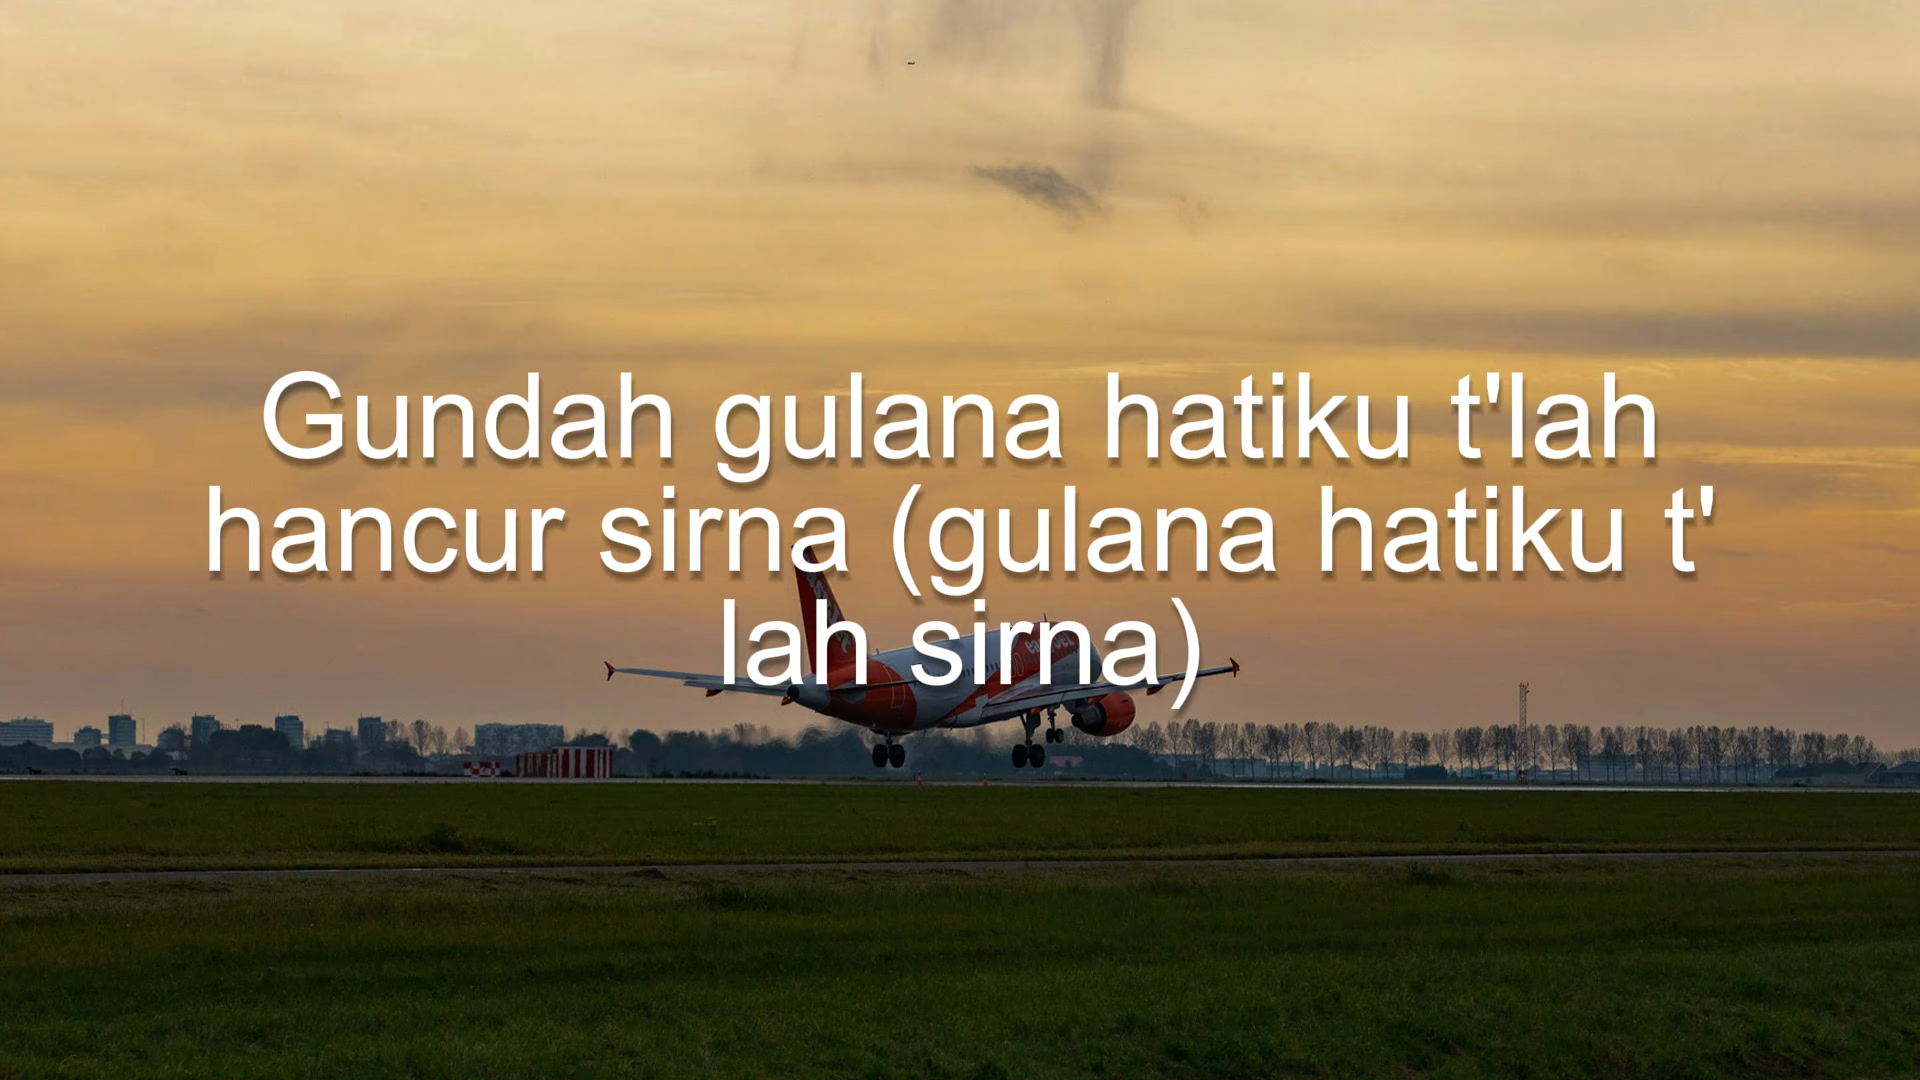 Gundah gulana hatiku t'lah
hancur sirna (gulana hatiku t'
lah sirna)